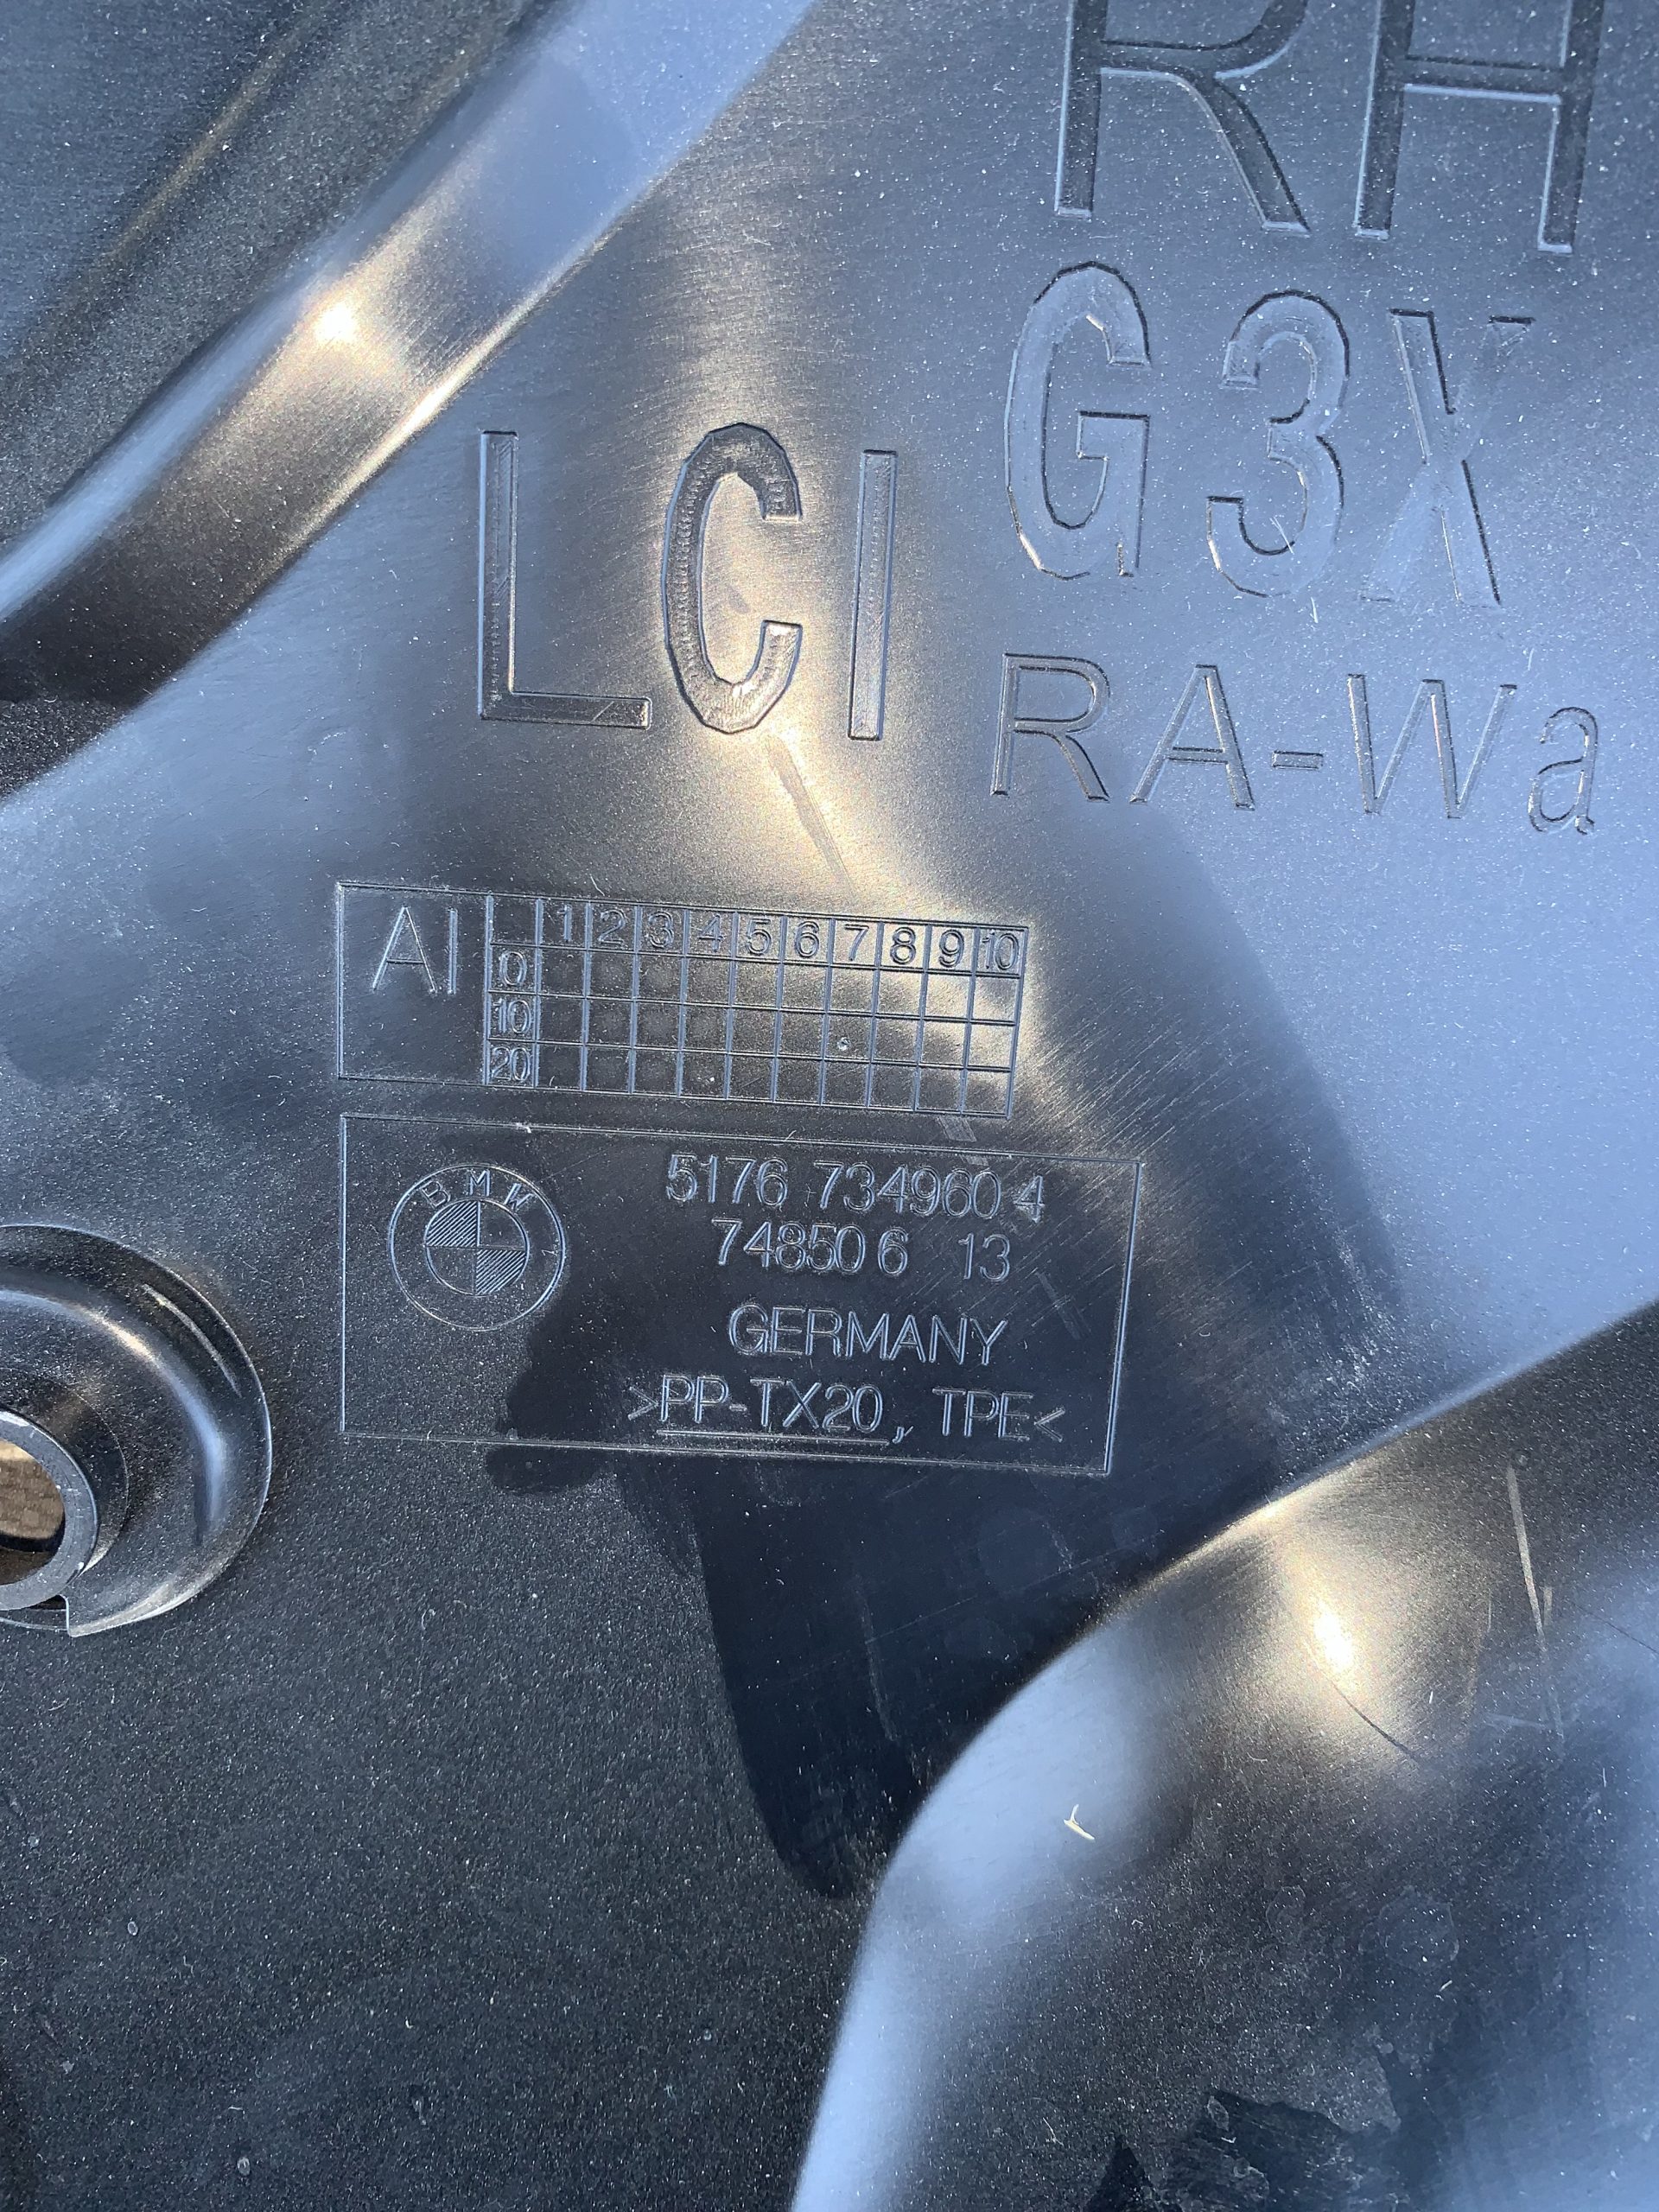 RH
G3X
LCI
RA-Wa
AI 1 2 3 4 5 6 7 8 9 10
0
10
20
BMW
5176 7349604
748506 13
GERMANY
>PP-TX20, TPE<